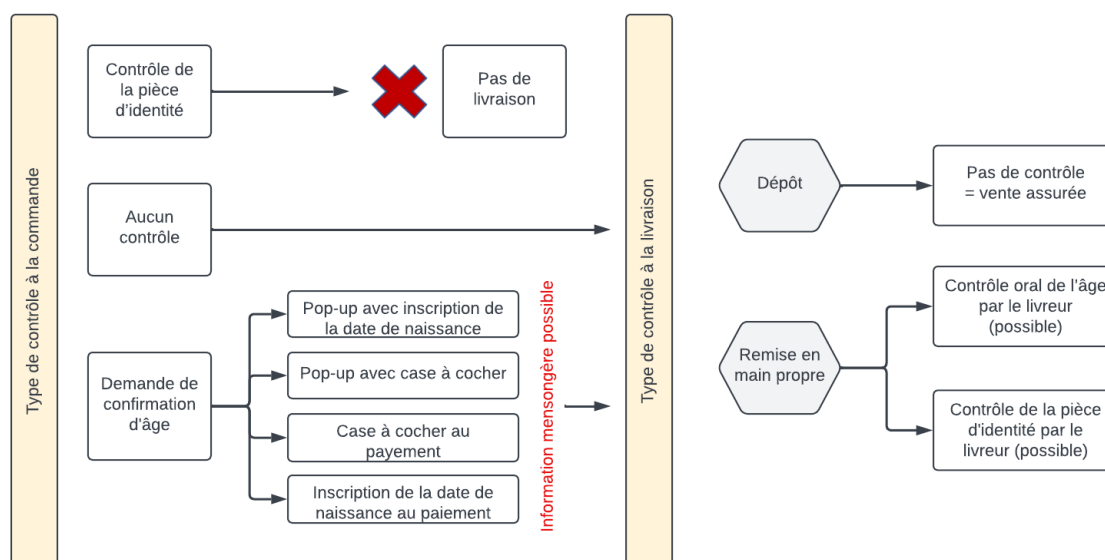 Type de contrôle à la commande
Contrôle de
la pièce
d'identité
Pas de
livraison
Aucun
contrôle
Demande de
confirmation
d'âge
Pop-up avec inscription de
la date de naissance
Pop-up avec case à cocher
Case à cocher au
payement
Inscription de la date de
naissance au paiement
Information mensongère possible
Type de contrôle à la livraison
Dépôt
Pas de contrôle
= vente assurée
Remise en
main propre
Contrôle oral de l'âge
par le livreur
(possible)
Contrôle de la pièce
d'identité par le
livreur (possible)